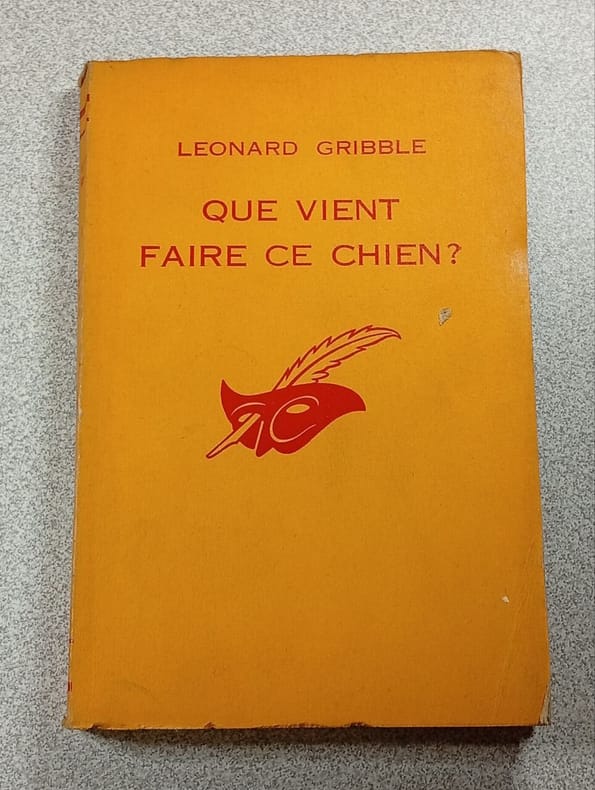 LEONARD GRIBBLE
QUE VIENT
FAIRE CE CHIEN?